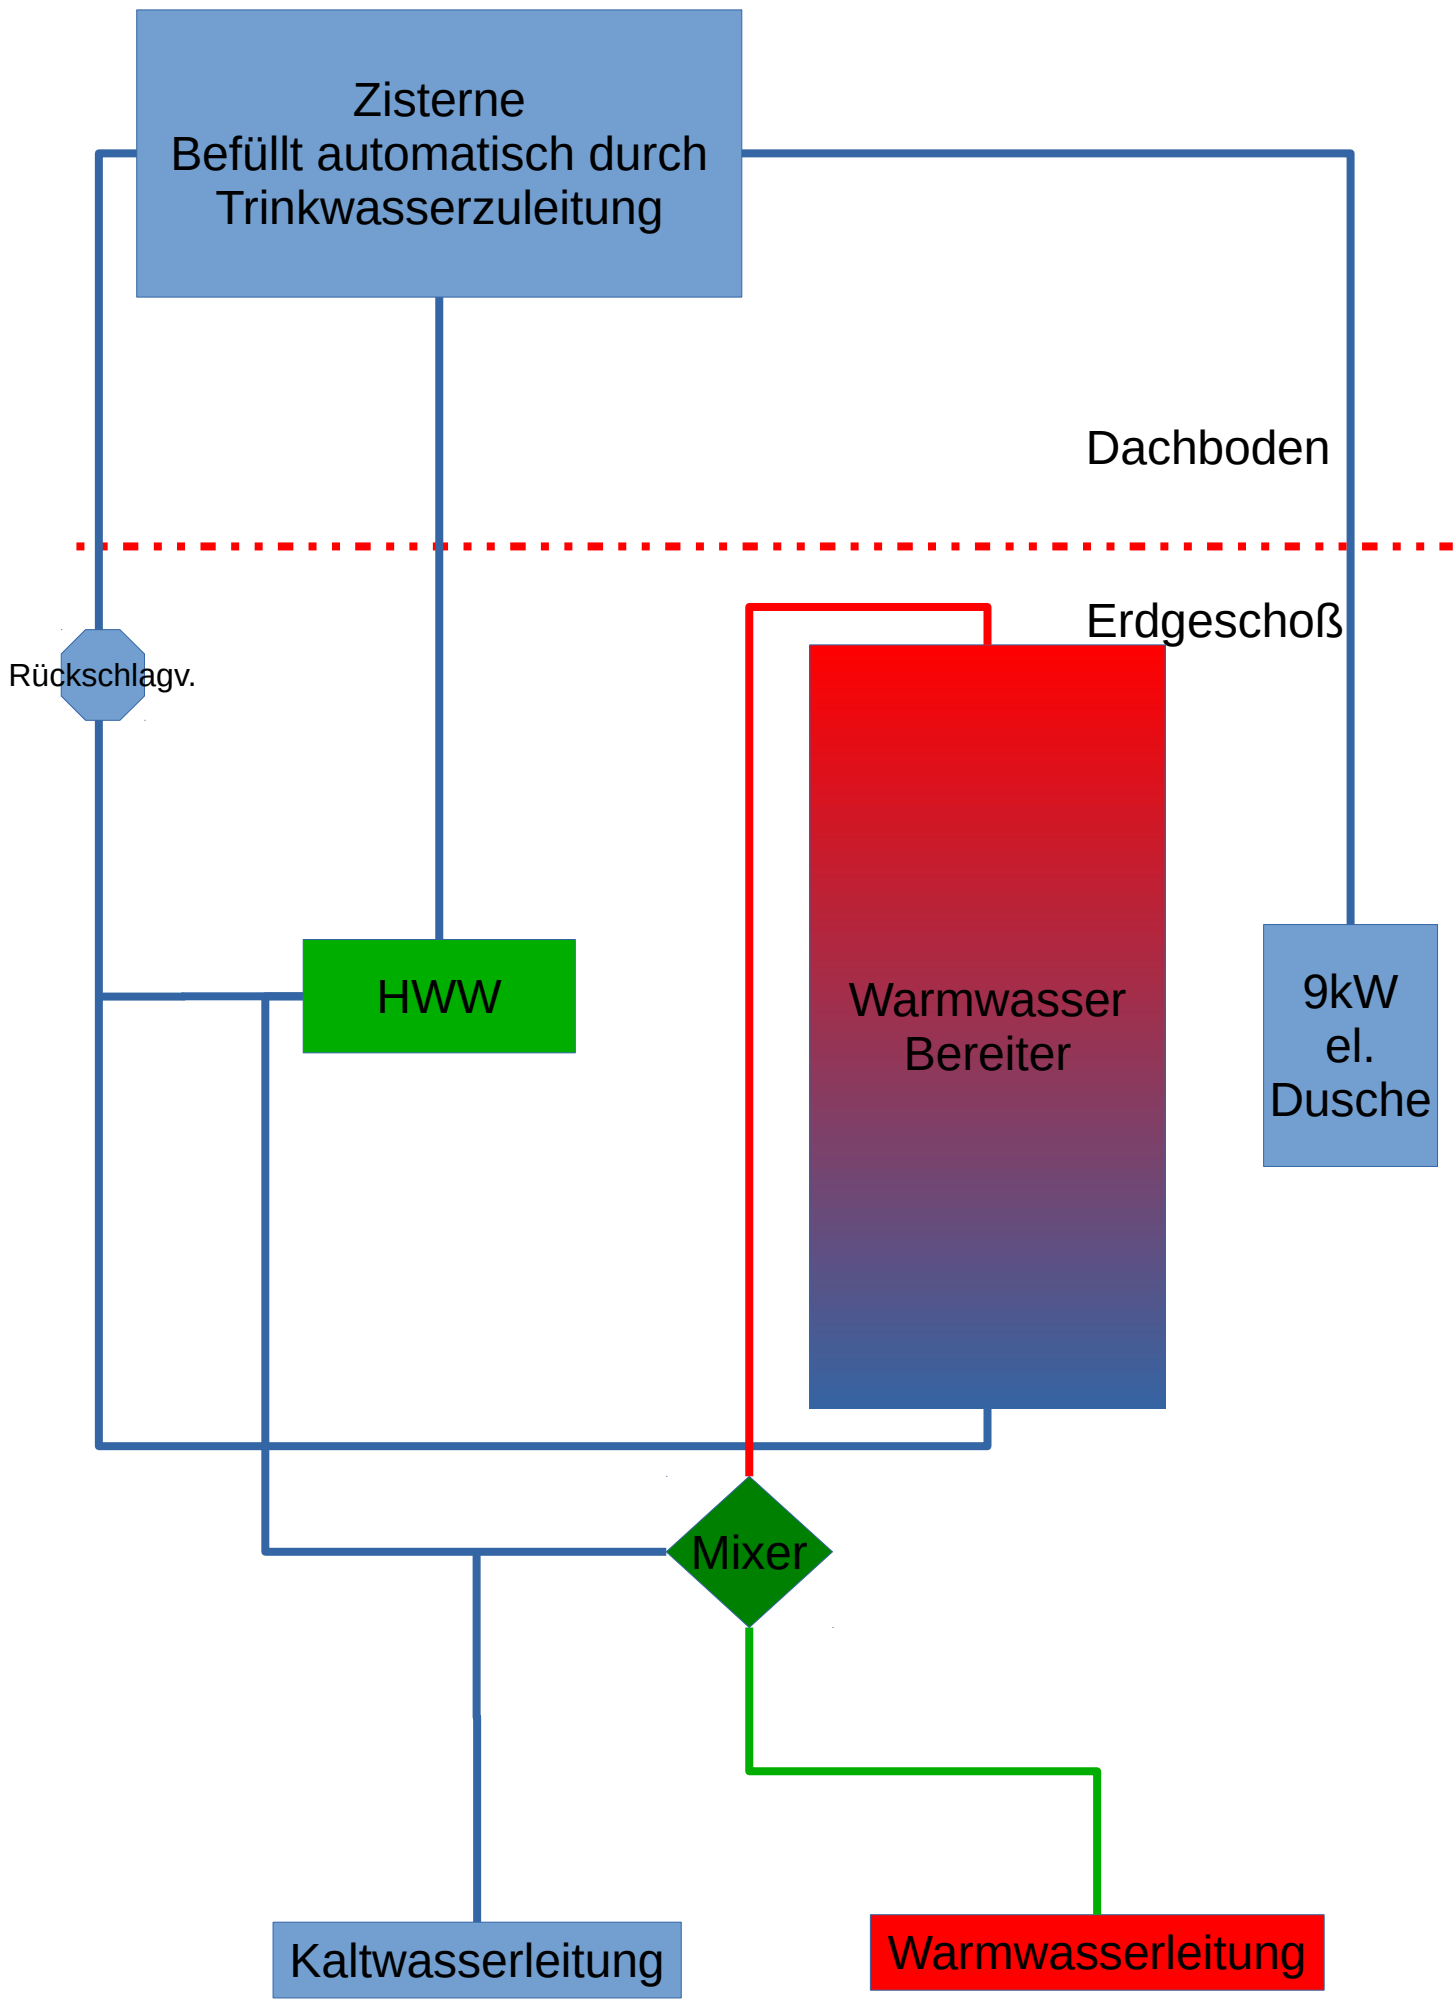 Zisterne
Befüllt automatisch durch
Trinkwasserzuleitung
Dachboden
Erdgeschoß
Rückschlagv.
HWW
Warmwasser
Bereiter
9kW
el.
Dusche
Mixer
Kaltwasserleitung
Warmwasserleitung